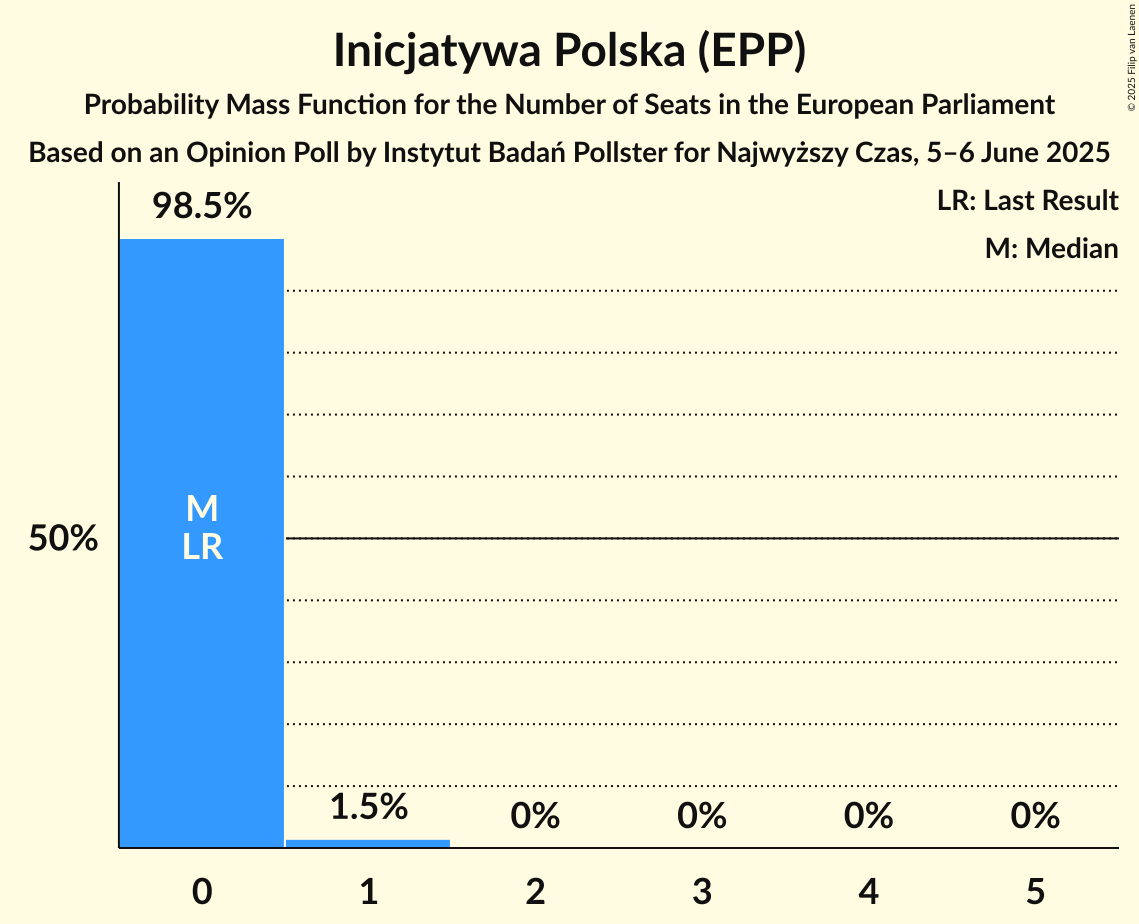 Inicjatywa Polska (EPP)
Probability Mass Function for the Number of Seats in the European Parliament
Based on an Opinion Poll by Instytut Badań Pollster for Najwyższy Czas, 5–6 June 2025
© 2025 Filip van Laenen
LR: Last Result
M: Median
98.5%
M
LR
50%
1.5%
0%
0%
0%
0%
0
1
2
3
4
5